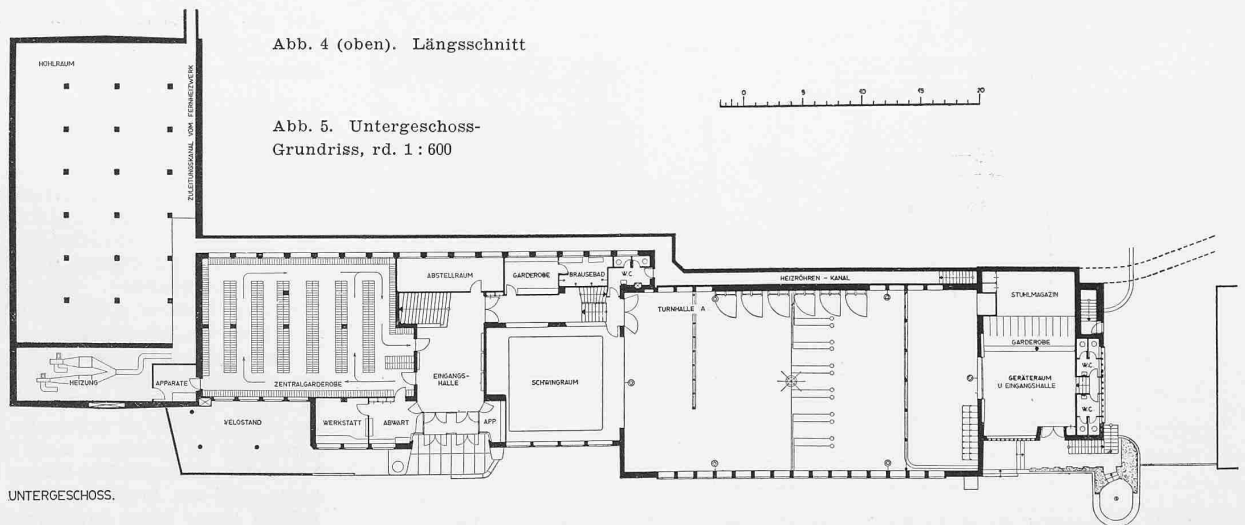 Abb. 4 (oben). Längsschnitt
HOHLRAUM
ZULEITUNGSKANAL VOM FERNHEIZWERK
0 5 10 15 20
Abb. 5. Untergeschoss-
Grundriss, rd. 1 : 600
ABSTELLRAUM
GARDEROBE
BRAUSEBAD
W.C.
HEIZRÖHREN - KANAL
STUHLMAGAZIN
TURNHALLE A
GARDEROBE
HEIZUNG
APPARATE
ZENTRALGARDEROBE
EINGANGS-
HALLE
SCHWINGRAUM
GERÄTERAUM
U EINGANGSHALLE
W.C.
W.C.
VELOSTAND
WERKSTATT
ABWART
APP.
UNTERGESCHOSS.